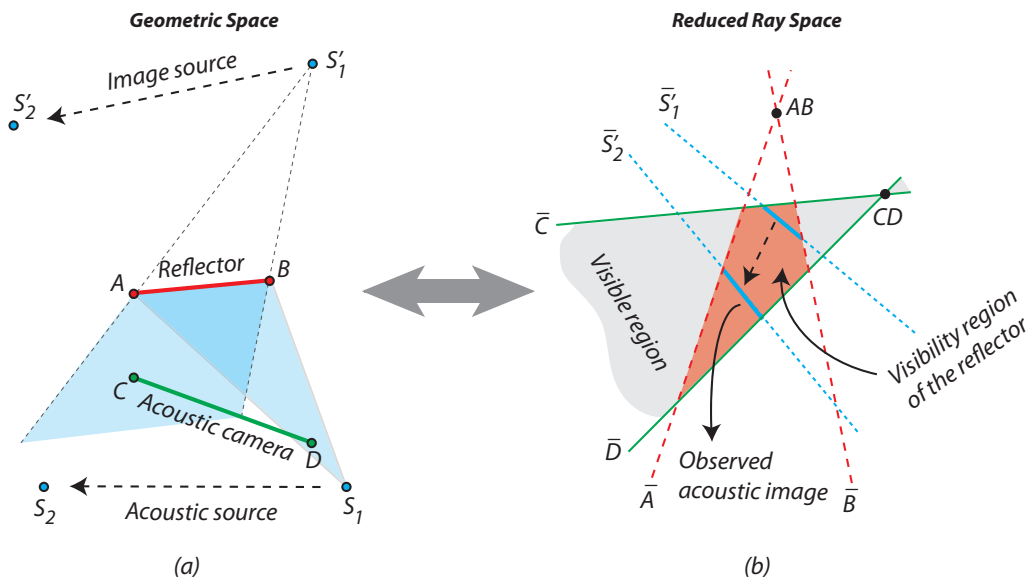 Geometric Space
S′1
Image source
S′2
A
Reflector
B
C
Acoustic camera
D
S2
Acoustic source
S1
(a)
Reduced Ray Space
AB
S̅′1
S̅′2
C̅
CD
Visible region
Visibility region
of the reflector
D̅
A̅
Observed
acoustic image
B̅
(b)